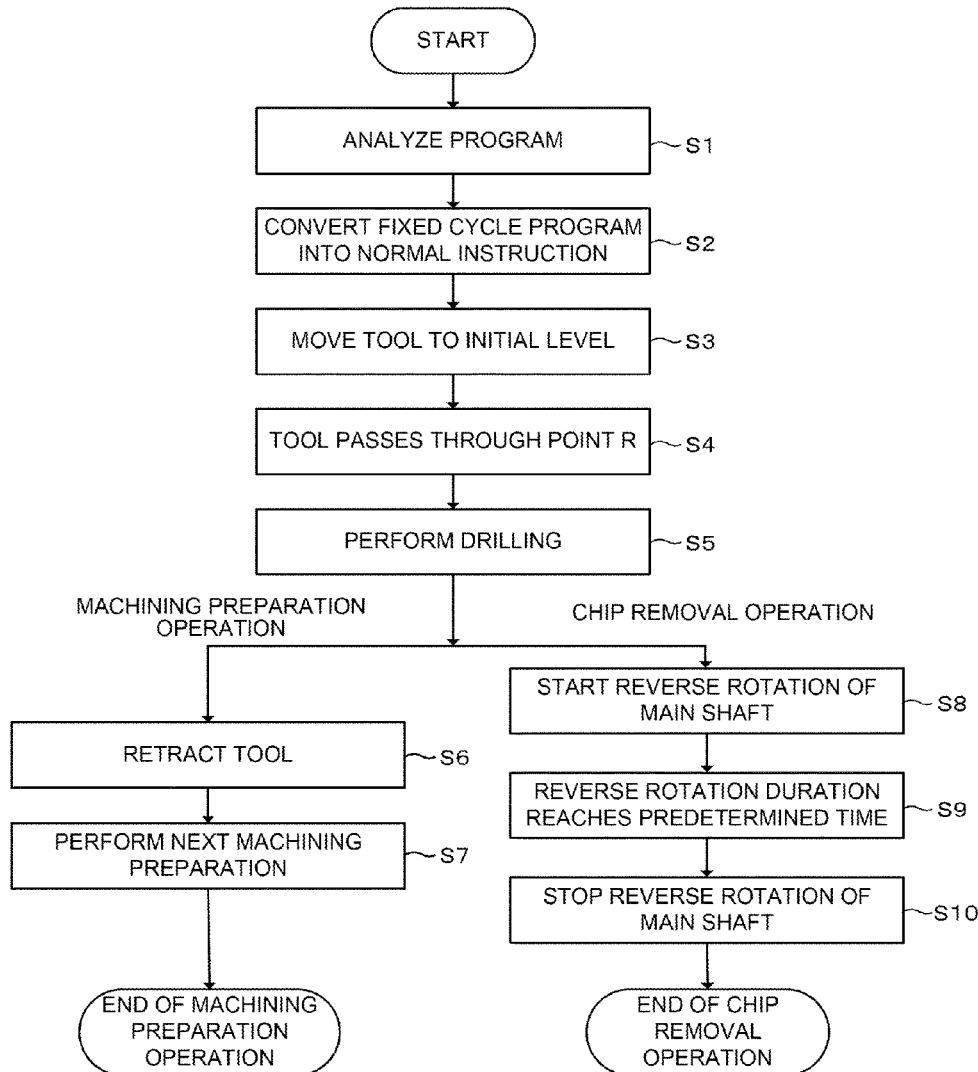 START
ANALYZE PROGRAM
S1
CONVERT FIXED CYCLE PROGRAM
INTO NORMAL INSTRUCTION
S2
MOVE TOOL TO INITIAL LEVEL
S3
TOOL PASSES THROUGH POINT R
S4
PERFORM DRILLING
S5
MACHINING PREPARATION
OPERATION
RETRACT TOOL
S6
PERFORM NEXT MACHINING
PREPARATION
S7
END OF MACHINING
PREPARATION
OPERATION
CHIP REMOVAL OPERATION
START REVERSE ROTATION OF
MAIN SHAFT
S8
REVERSE ROTATION DURATION
REACHES PREDETERMINED TIME
S9
STOP REVERSE ROTATION OF
MAIN SHAFT
S10
END OF CHIP
REMOVAL
OPERATION